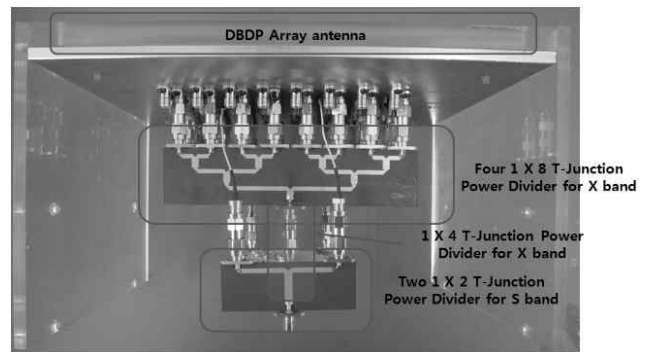 DBDP Array antenna
Four 1 X 8 T-Junction
Power Divider for X band
1 X 4 T-Junction Power
Divider for X band
Two 1 X 2 T-Junction
Power Divider for S band